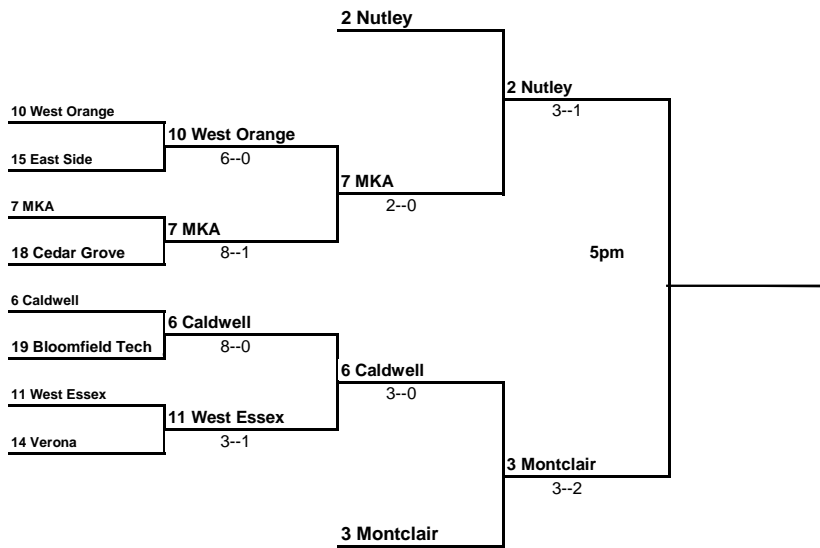 2 Nutley
2 Nutley
3--1
10 West Orange
10 West Orange
6--0
15 East Side
7 MKA
2--0
7 MKA
7 MKA
8--1
18 Cedar Grove
5pm
6 Caldwell
6 Caldwell
8--0
19 Bloomfield Tech
6 Caldwell
3--0
11 West Essex
11 West Essex
3--1
14 Verona
3 Montclair
3--2
3 Montclair